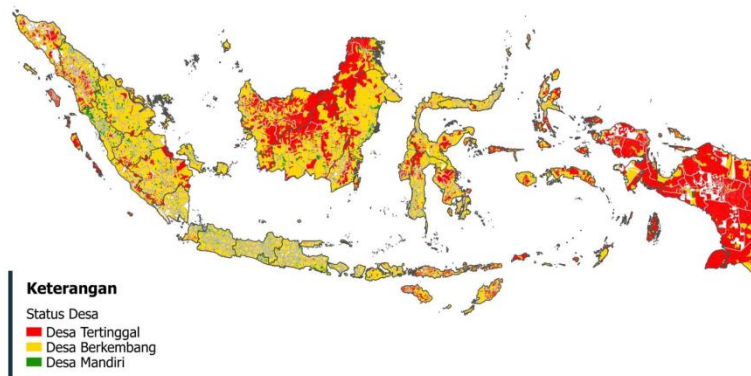 Keterangan
Status Desa
Desa Tertinggal
Desa Berkembang
Desa Mandiri